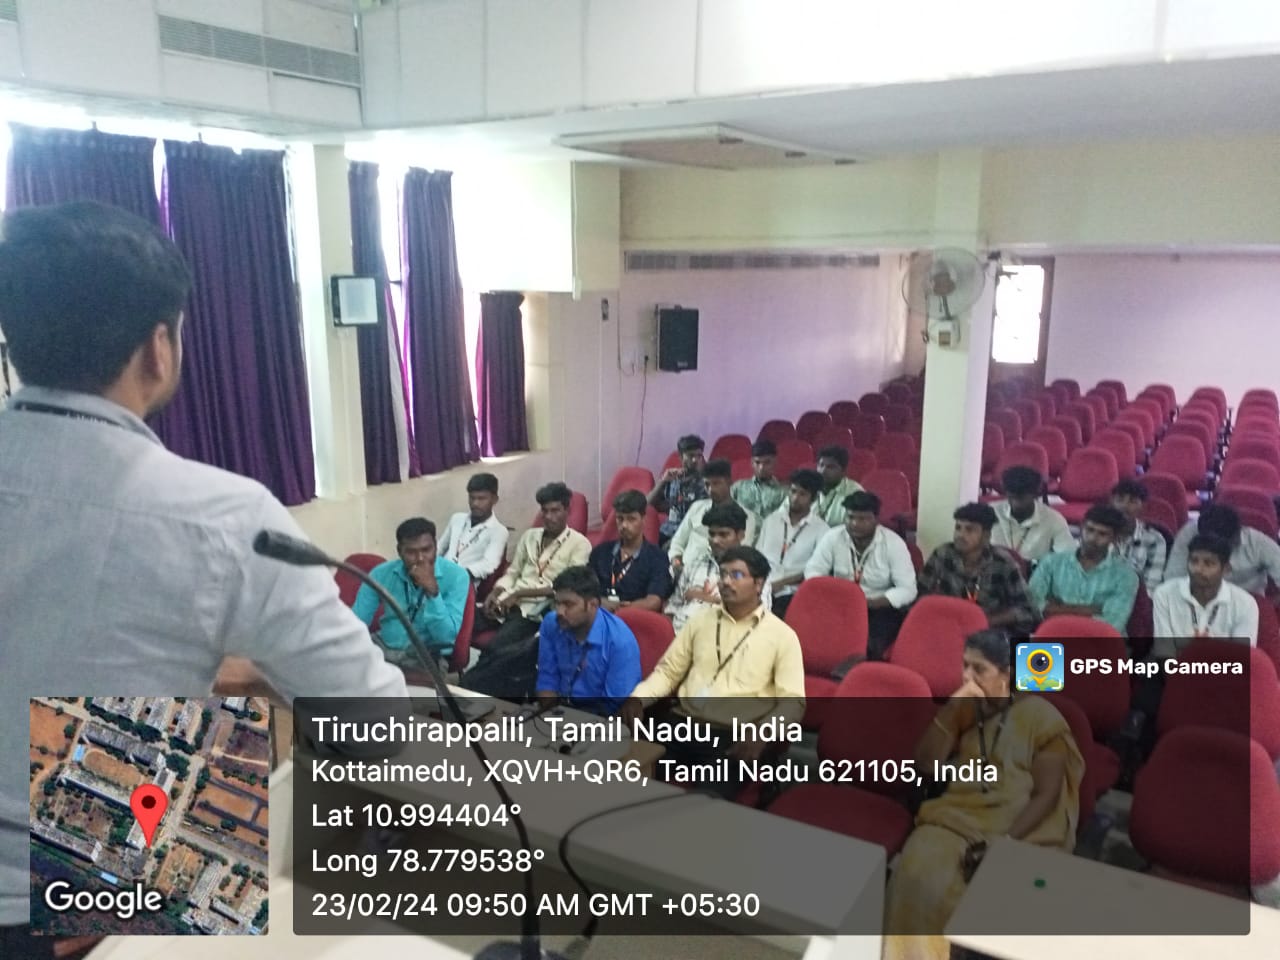 GPS Map Camera
Tiruchirappalli, Tamil Nadu, India
Kottaimedu, XQVH+QR6, Tamil Nadu 621105, India
Lat 10.994404°
Long 78.779538°
23/02/24 09:50 AM GMT +05:30
Google